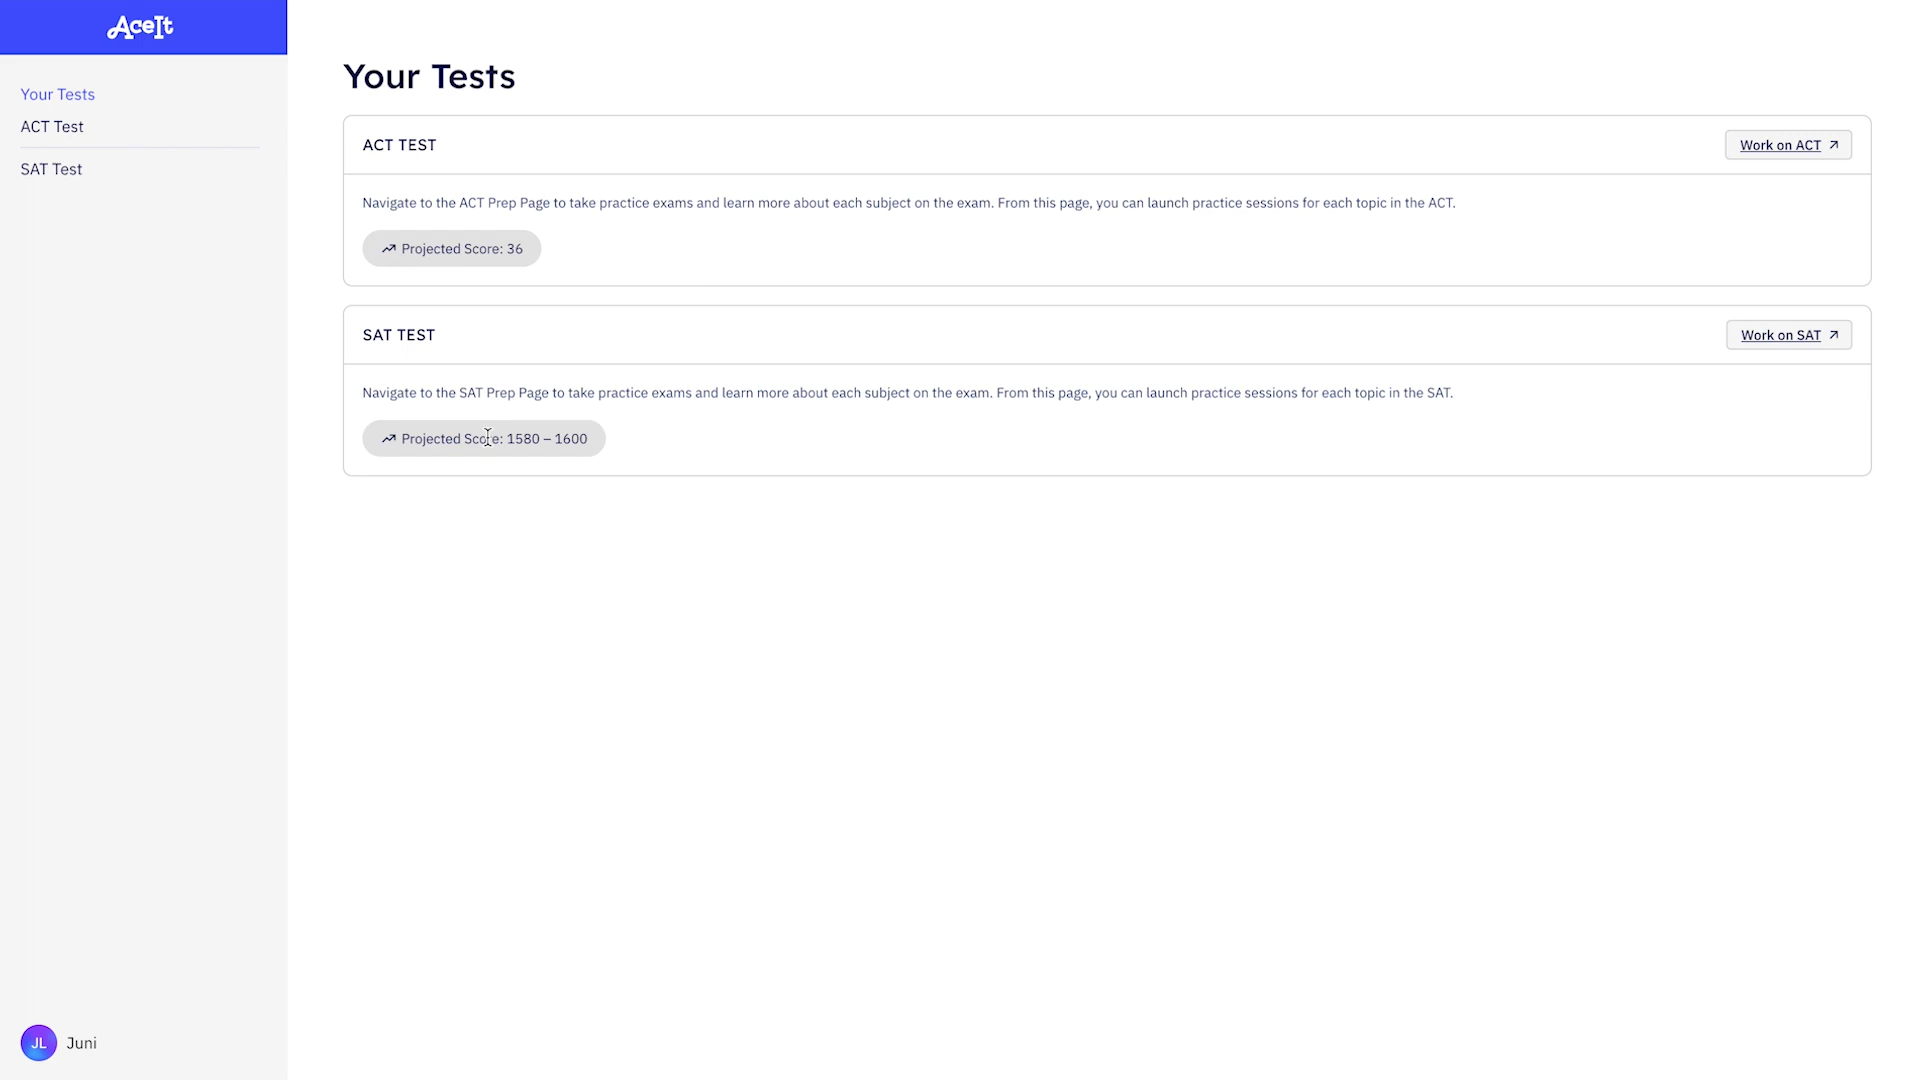 AceIt
Your Tests
ACT Test
SAT Test
Your Tests
ACT TEST
Work on ACT
Navigate to the ACT Prep Page to take practice exams and learn more about each subject on the exam. From this page, you can launch practice sessions for each topic in the ACT.
Projected Score: 36
SAT TEST
Work on SAT
Navigate to the SAT Prep Page to take practice exams and learn more about each subject on the exam. From this page, you can launch practice sessions for each topic in the SAT.
Projected Score: 1580 – 1600
JL Juni